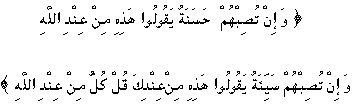 ﴿ وَإِنْ تُصِبْهُمْ حَسَنَةٌ يَقُولُوا هَذِهِ مِنْ عِنْدِ اللَّهِ
وَإِنْ تُصِبْهُمْ سَيِّئَةٌ يَقُولُوا هَذِهِ مِنْ عِنْدِكَ قُلْ كُلٌّ مِنْ عِنْدِ اللَّهِ ﴾